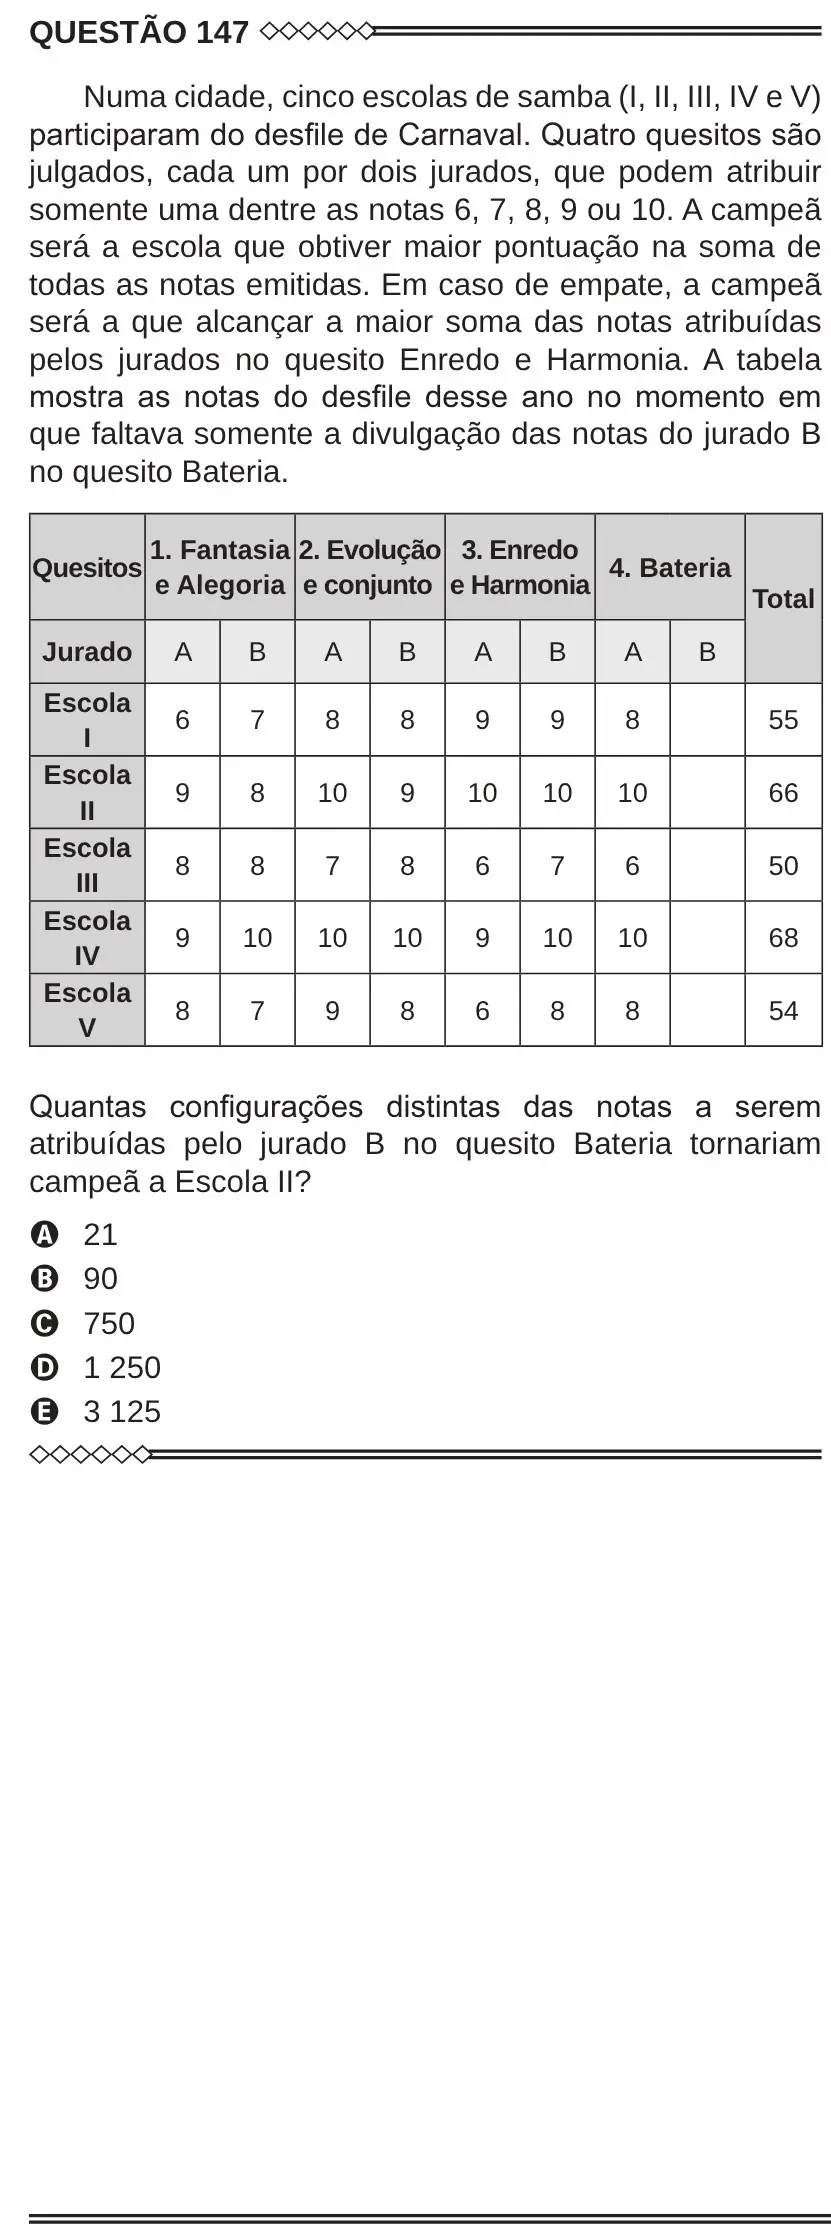 QUESTÃO 147
Numa cidade, cinco escolas de samba (I, II, III, IV e V)
participaram do desfile de Carnaval. Quatro quesitos são
julgados, cada um por dois jurados, que podem atribuir
somente uma dentre as notas 6, 7, 8, 9 ou 10. A campeã
será a escola que obtiver maior pontuação na soma de
todas as notas emitidas. Em caso de empate, a campeã
será a que alcançar a maior soma das notas atribuídas
pelos jurados no quesito Enredo e Harmonia. A tabela
mostra as notas do desfile desse ano no momento em
que faltava somente a divulgação das notas do jurado B
no quesito Bateria.
Quesitos 1. Fantasia e Alegoria 2. Evolução e conjunto 3. Enredo e Harmonia 4. Bateria Total
Jurado A B A B A B A B
Escola I 6 7 8 8 9 9 8 55
Escola II 9 8 10 9 10 10 10 66
Escola III 8 8 7 8 6 7 6 50
Escola IV 9 10 10 10 9 10 10 68
Escola V 8 7 9 8 6 8 8 54
Quantas configurações distintas das notas a serem
atribuídas pelo jurado B no quesito Bateria tornariam
campeã a Escola II?
A 21
B 90
C 750
D 1 250
E 3 125